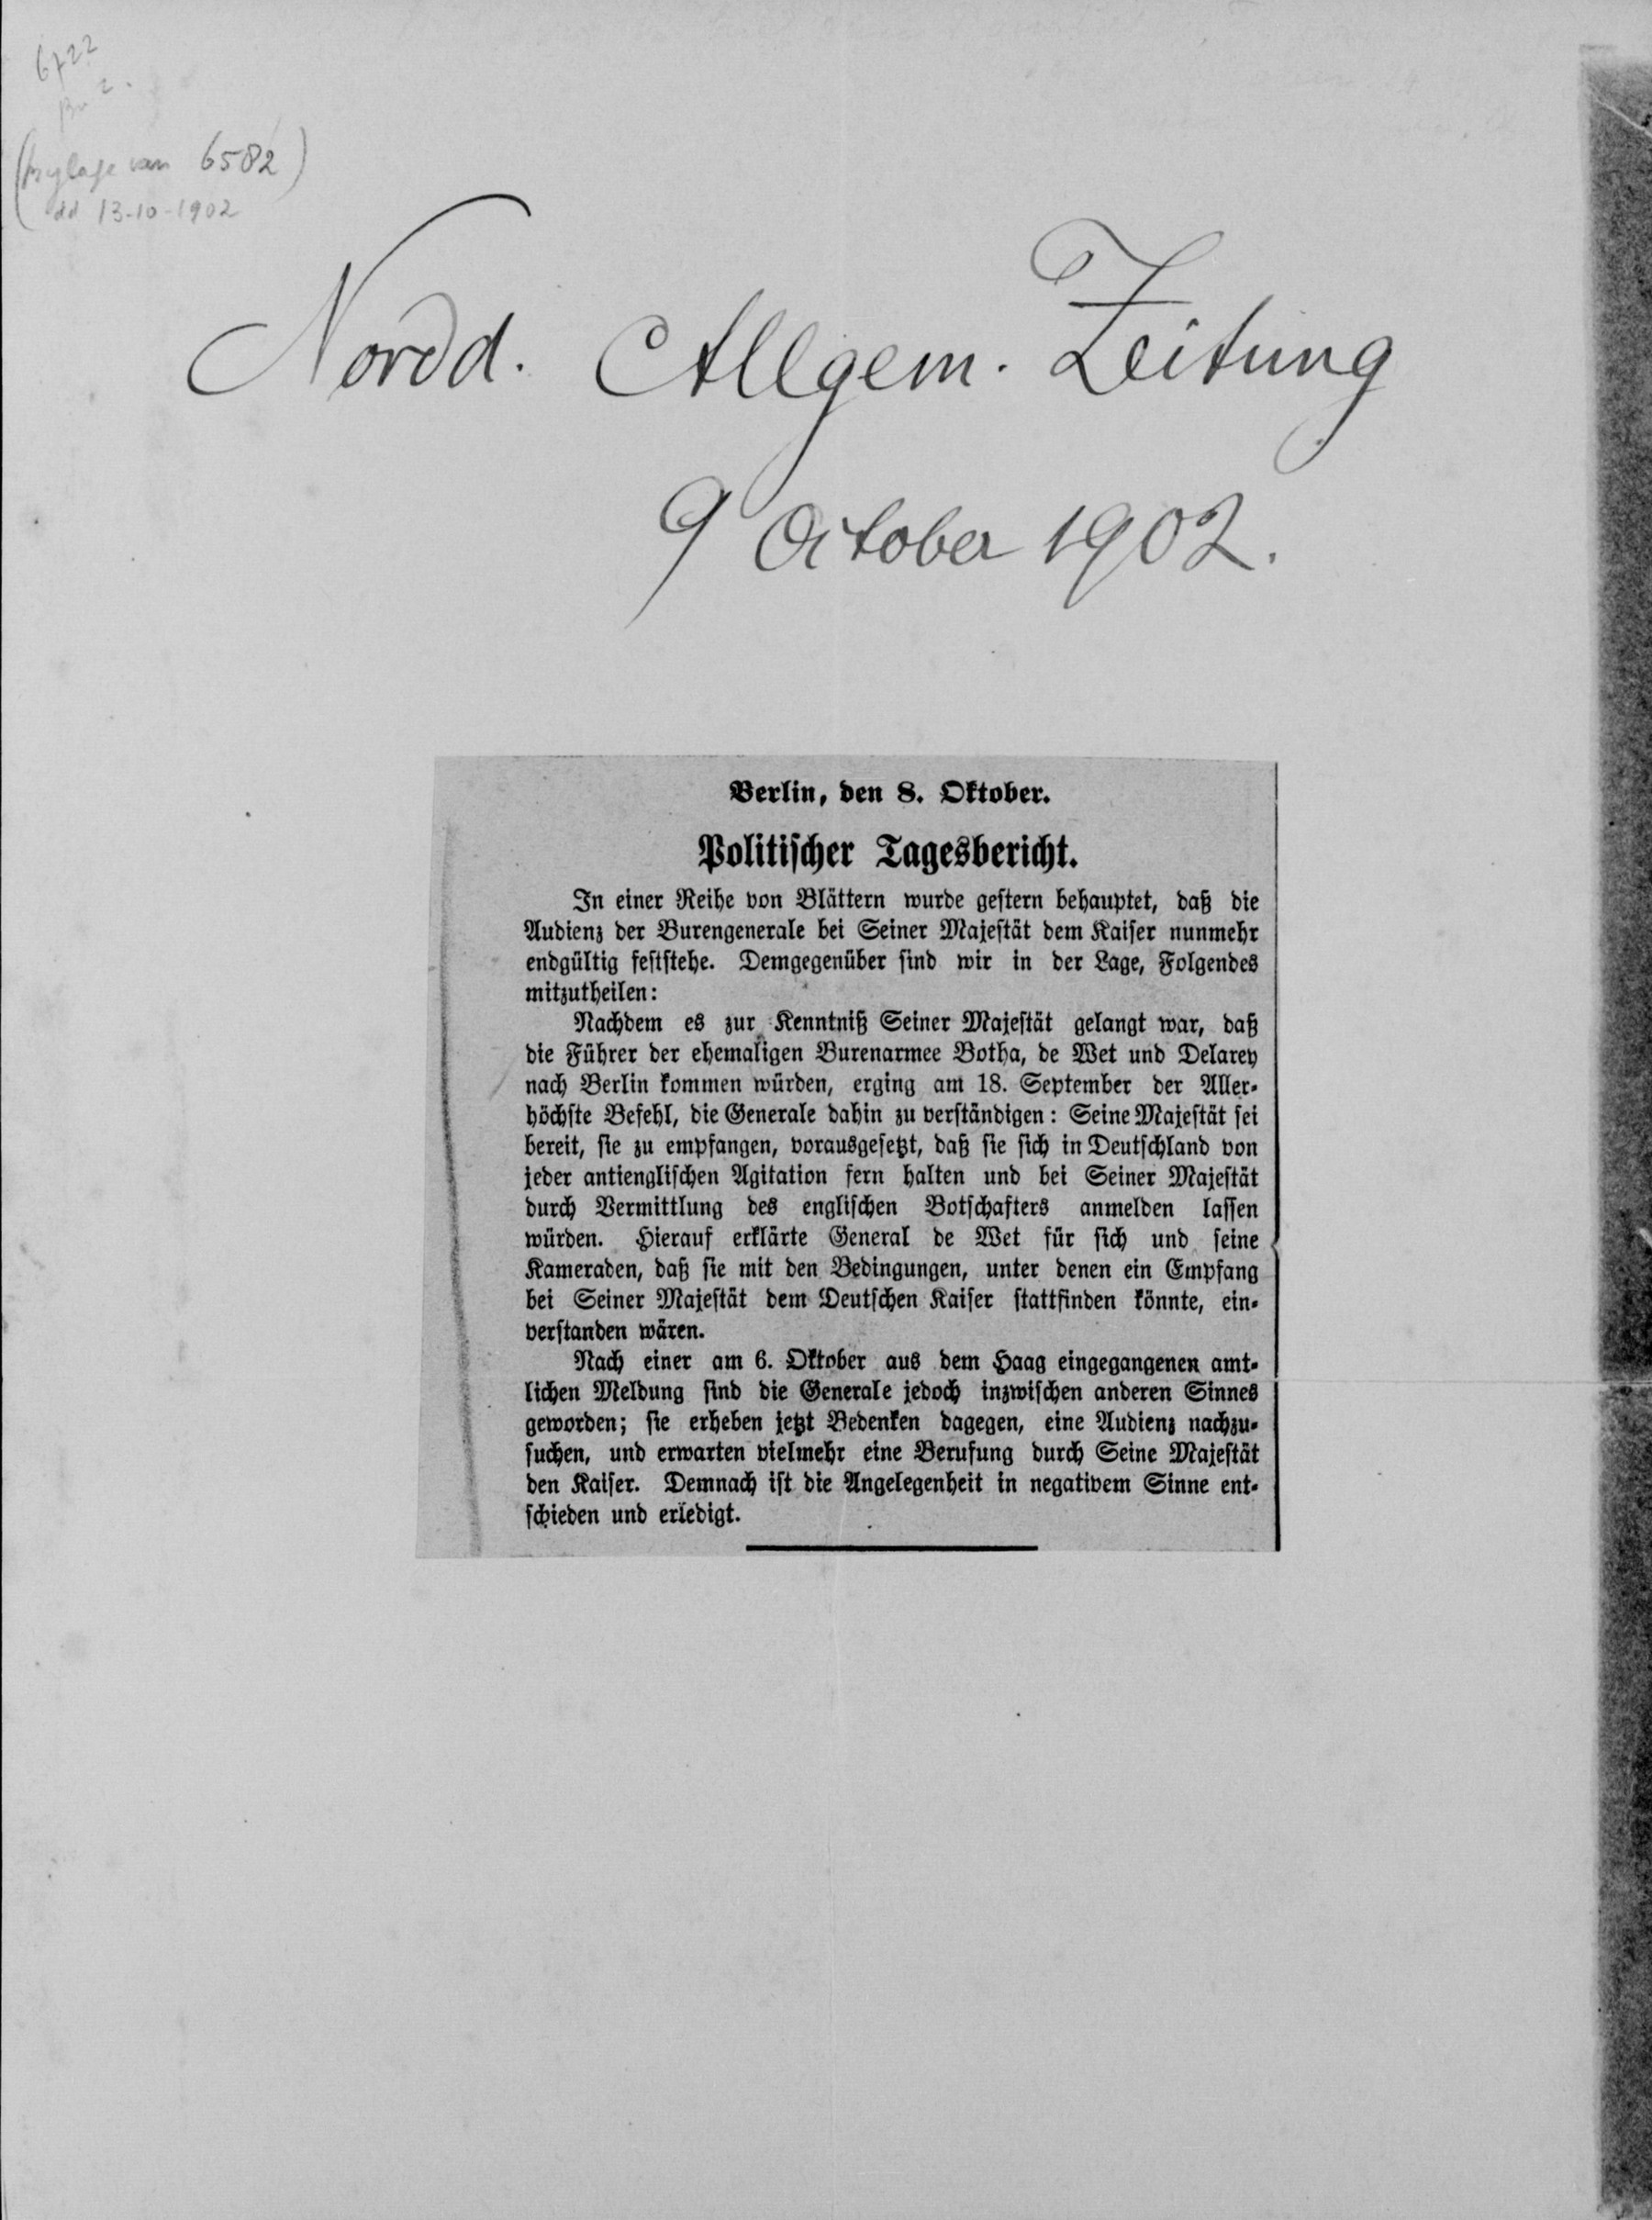 6722
(bylage van 6582)
dd 13-10-1902
Nordd. Allgem. Zeitung
9 October 1902.
Berlin, den 8. Oktober.
Politischer Tagesbericht.
In einer Reihe von Blättern wurde gestern behauptet, daß die
Audienz der Burengenerale bei Seiner Majestät dem Kaiser nunmehr
endgültig feststehe. Demgegenüber sind wir in der Lage, Folgendes
mitzutheilen:
Nachdem es zur Kenntniß Seiner Majestät gelangt war, daß
die Führer der ehemaligen Burenarmee Botha, de Wet und Delarey
nach Berlin kommen würden, erging am 18. September der Aller-
höchste Befehl, die Generale dahin zu verständigen: Seine Majestät sei
bereit, sie zu empfangen, vorausgesetzt, daß sie sich in Deutschland von
jeder antienglischen Agitation fern halten und bei Seiner Majestät
durch Vermittlung des englischen Botschafters anmelden lassen
würden. Hierauf erklärte General de Wet für sich und seine
Kameraden, daß sie mit den Bedingungen, unter denen ein Empfang
bei Seiner Majestät dem Deutschen Kaiser stattfinden könnte, ein-
verstanden wären.
Nach einer am 6. Oktober aus dem Haag eingegangenen amt-
lichen Meldung sind die Generale jedoch inzwischen anderen Sinnes
geworden; sie erheben jetzt Bedenken dagegen, eine Audienz nachzu-
suchen, und erwarten vielmehr eine Berufung durch Seine Majestät
den Kaiser. Demnach ist die Angelegenheit in negativem Sinne ent-
schieden und erledigt.